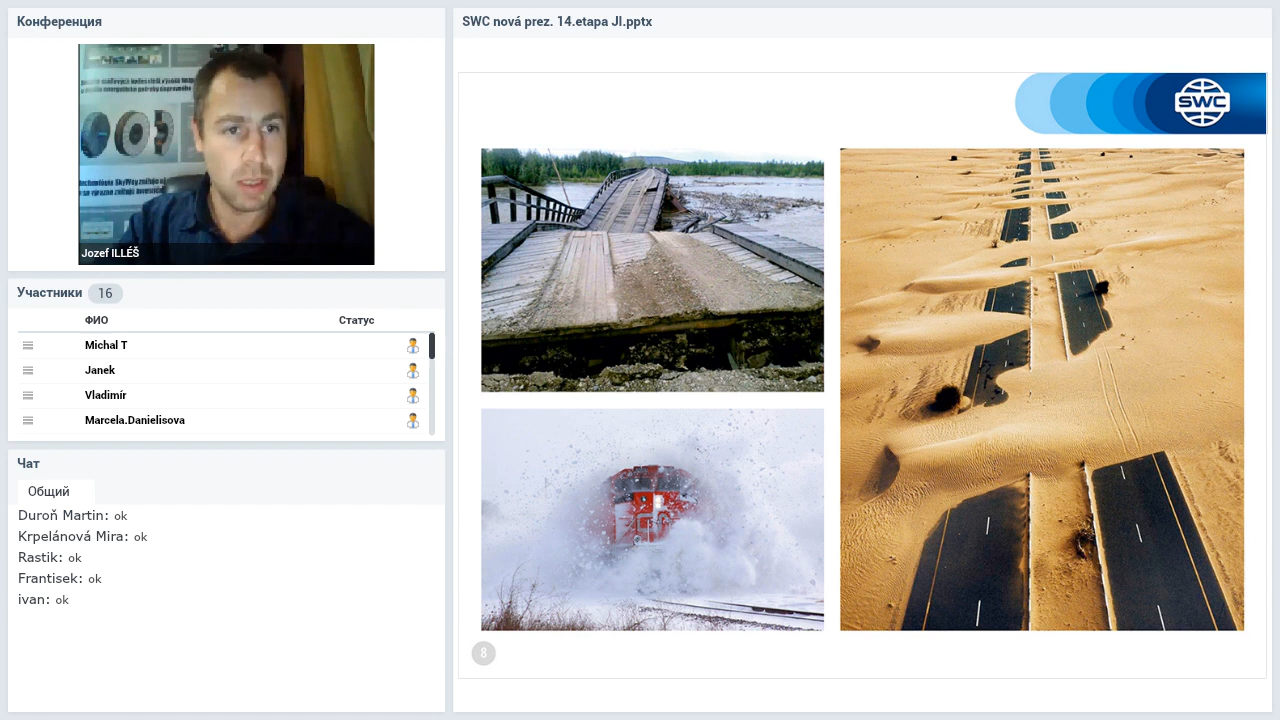 Конференция
Jozef ILLÉŠ
Участники 16
ФИО Статус
Michal T
Janek
Vladimír
Marcela.Danielisova
Чат
Общий
Duroň Martin: ok
Krpelánová Mira: ok
Rastik: ok
Frantisek: ok
ivan: ok
SWC nová prez. 14.etapa JI.pptx
SWC
8